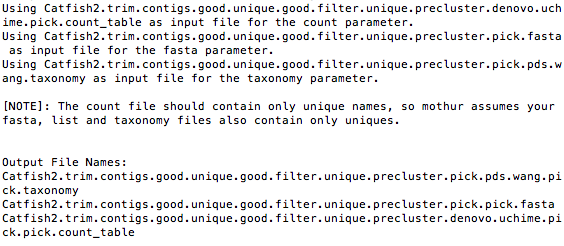 Using Catfish2.trim.contigs.good.unique.good.filter.unique.precluster.denovo.uch
ime.pick.count_table as input file for the count parameter.
Using Catfish2.trim.contigs.good.unique.good.filter.unique.precluster.pick.fasta
 as input file for the fasta parameter.
Using Catfish2.trim.contigs.good.unique.good.filter.unique.precluster.pick.pds.w
ang.taxonomy as input file for the taxonomy parameter.

[NOTE]: The count file should contain only unique names, so mothur assumes your
fasta, list and taxonomy files also contain only uniques.


Output File Names:
Catfish2.trim.contigs.good.unique.good.filter.unique.precluster.pick.pds.wang.pi
ck.taxonomy
Catfish2.trim.contigs.good.unique.good.filter.unique.precluster.pick.pick.fasta
Catfish2.trim.contigs.good.unique.good.filter.unique.precluster.denovo.uchime.pi
ck.pick.count_table